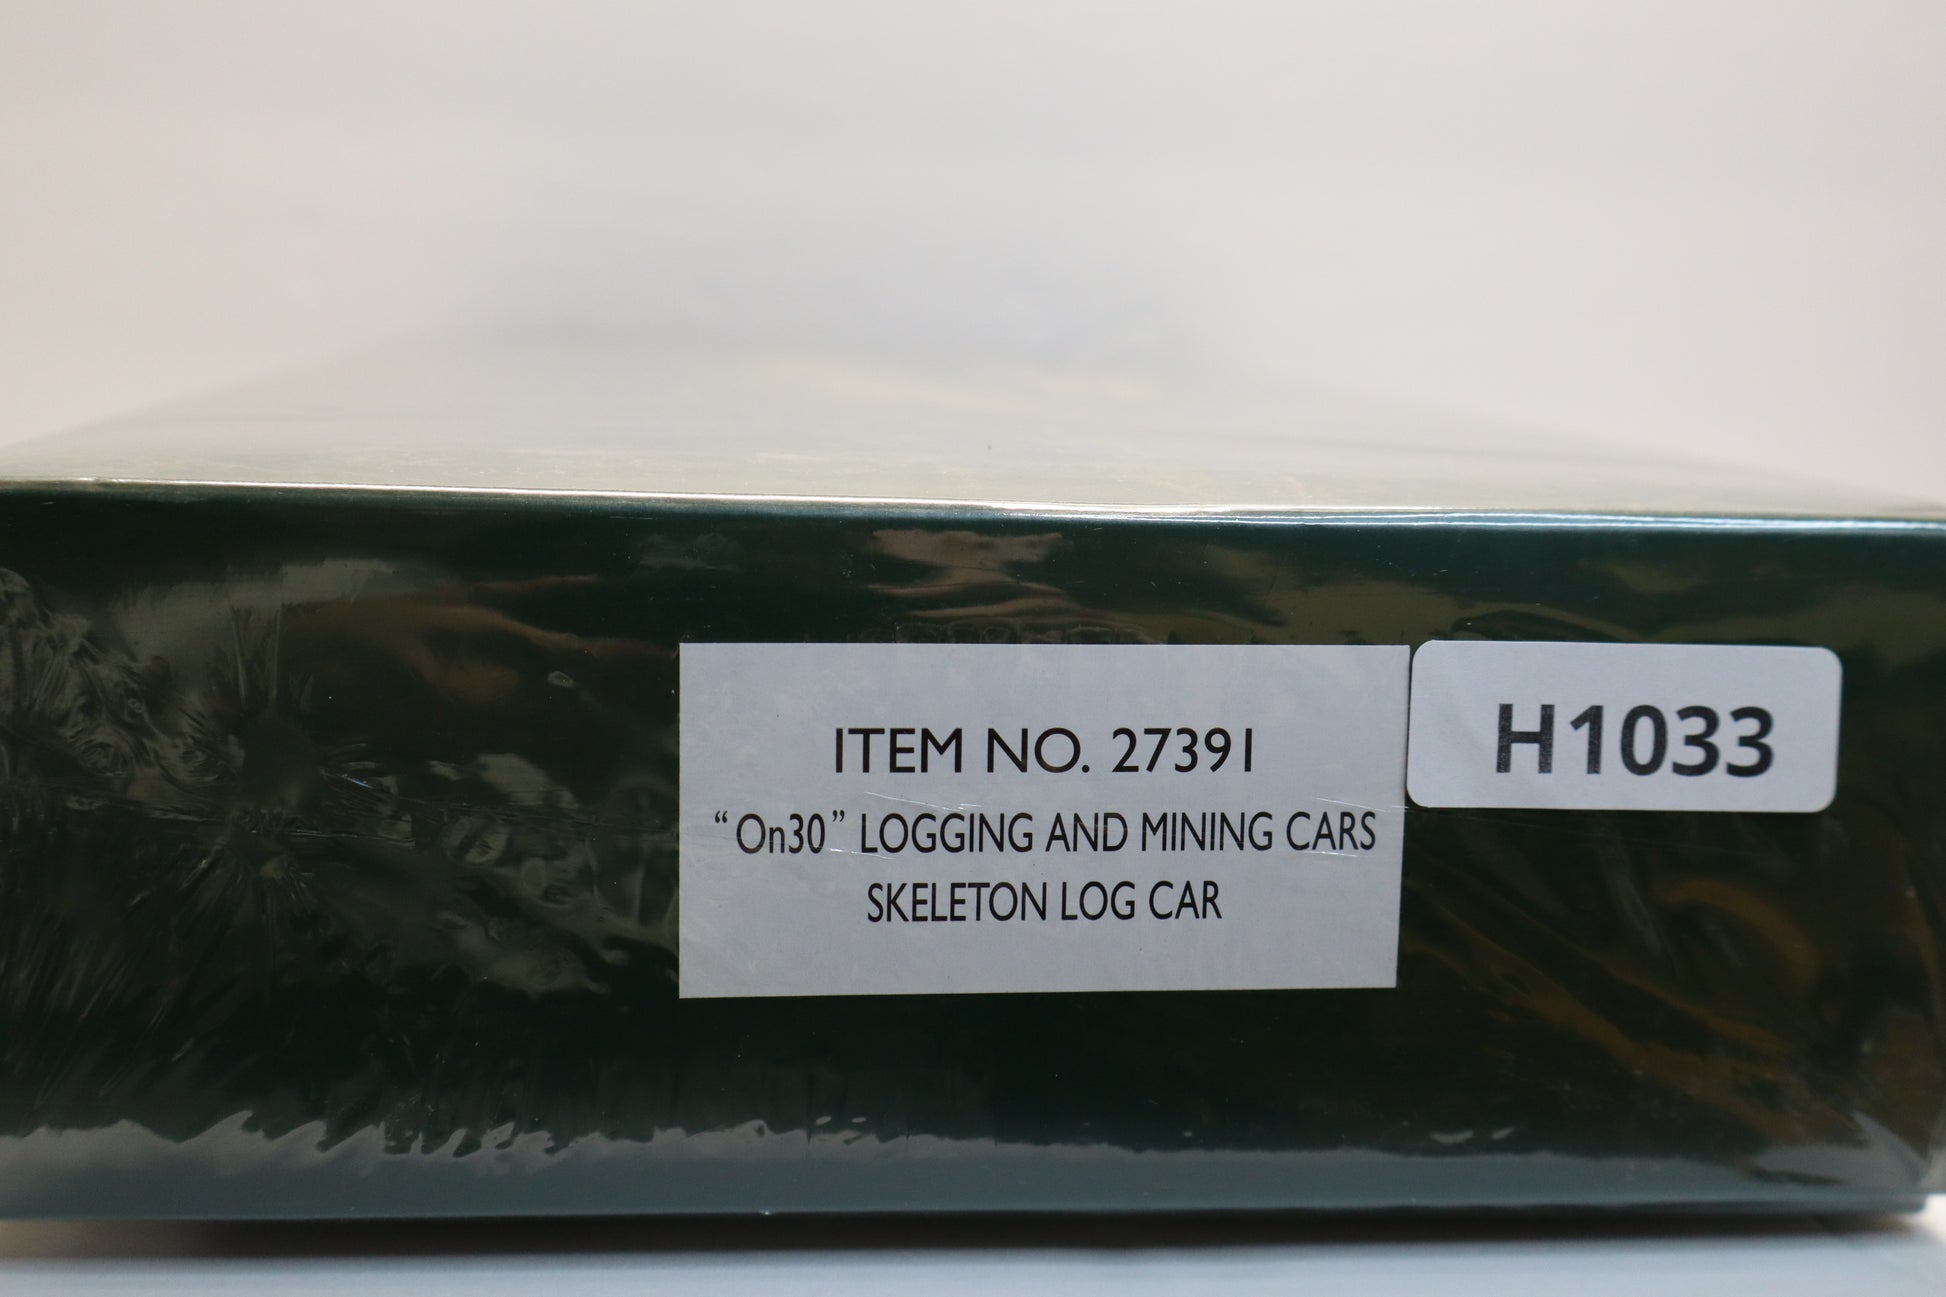 ITEM NO. 27391
“On30” LOGGING AND MINING CARS
SKELETON LOG CAR
H1033